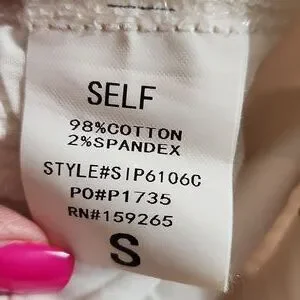 SELF
98%COTTON
2%SPANDEX
STYLE#SIP6106C
PO#P1735
RN#159265
S